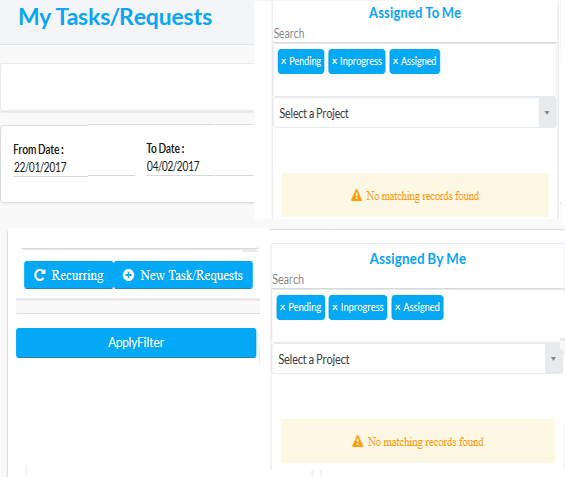 My Tasks/Requests
From Date :
22/01/2017
To Date :
04/02/2017
Recurring
New Task/Requests
ApplyFilter
Assigned To Me
Search
× Pending × Inprogress × Assigned
Select a Project
No matching records found
Assigned By Me
Search
× Pending × Inprogress × Assigned
Select a Project
No matching records found